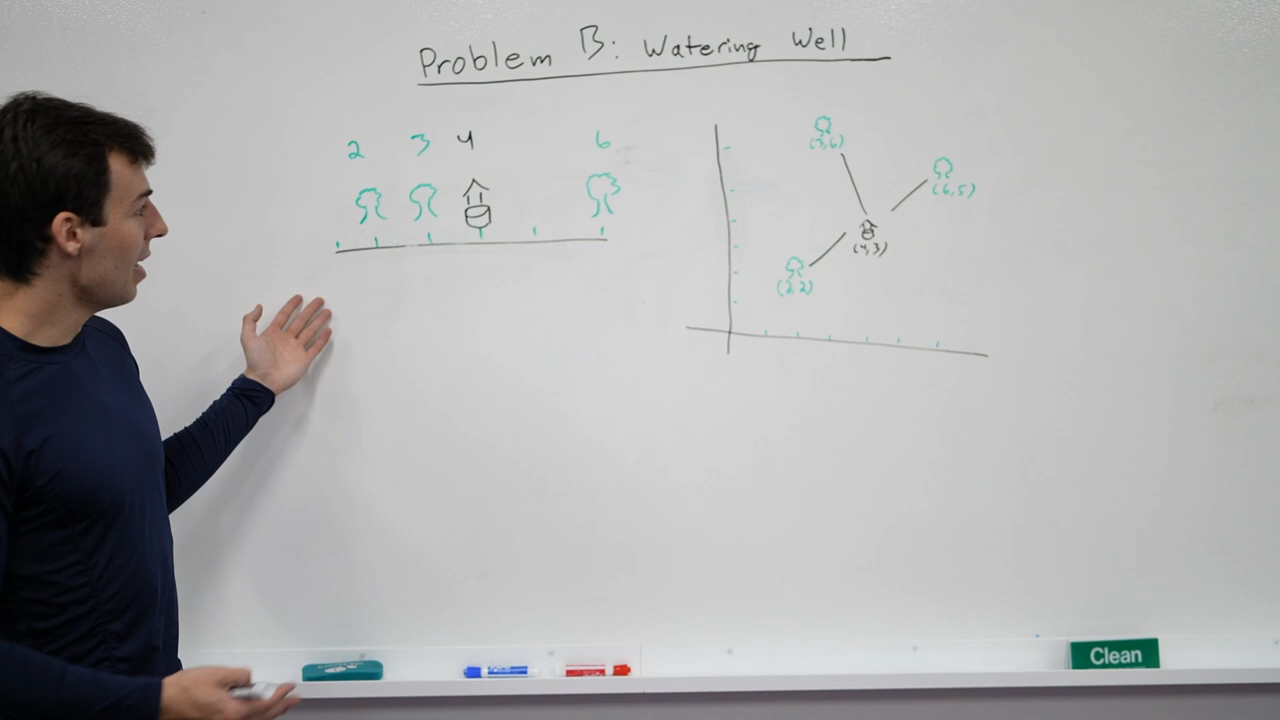 Problem B: Watering Well
2 3 4 6
(3,6)
(6,5)
(4,3)
(2,2)
Clean